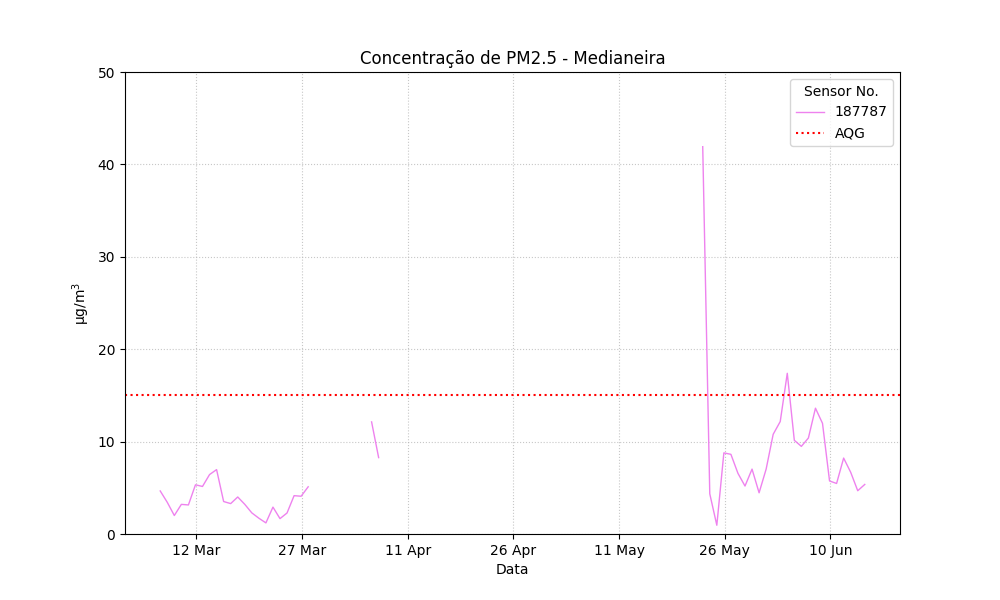 Concentração de PM2.5 - Medianeira
Sensor No.
187787
AQG
50
40
30
20
10
0
µg/m³
12 Mar
27 Mar
11 Apr
26 Apr
11 May
26 May
10 Jun
Data